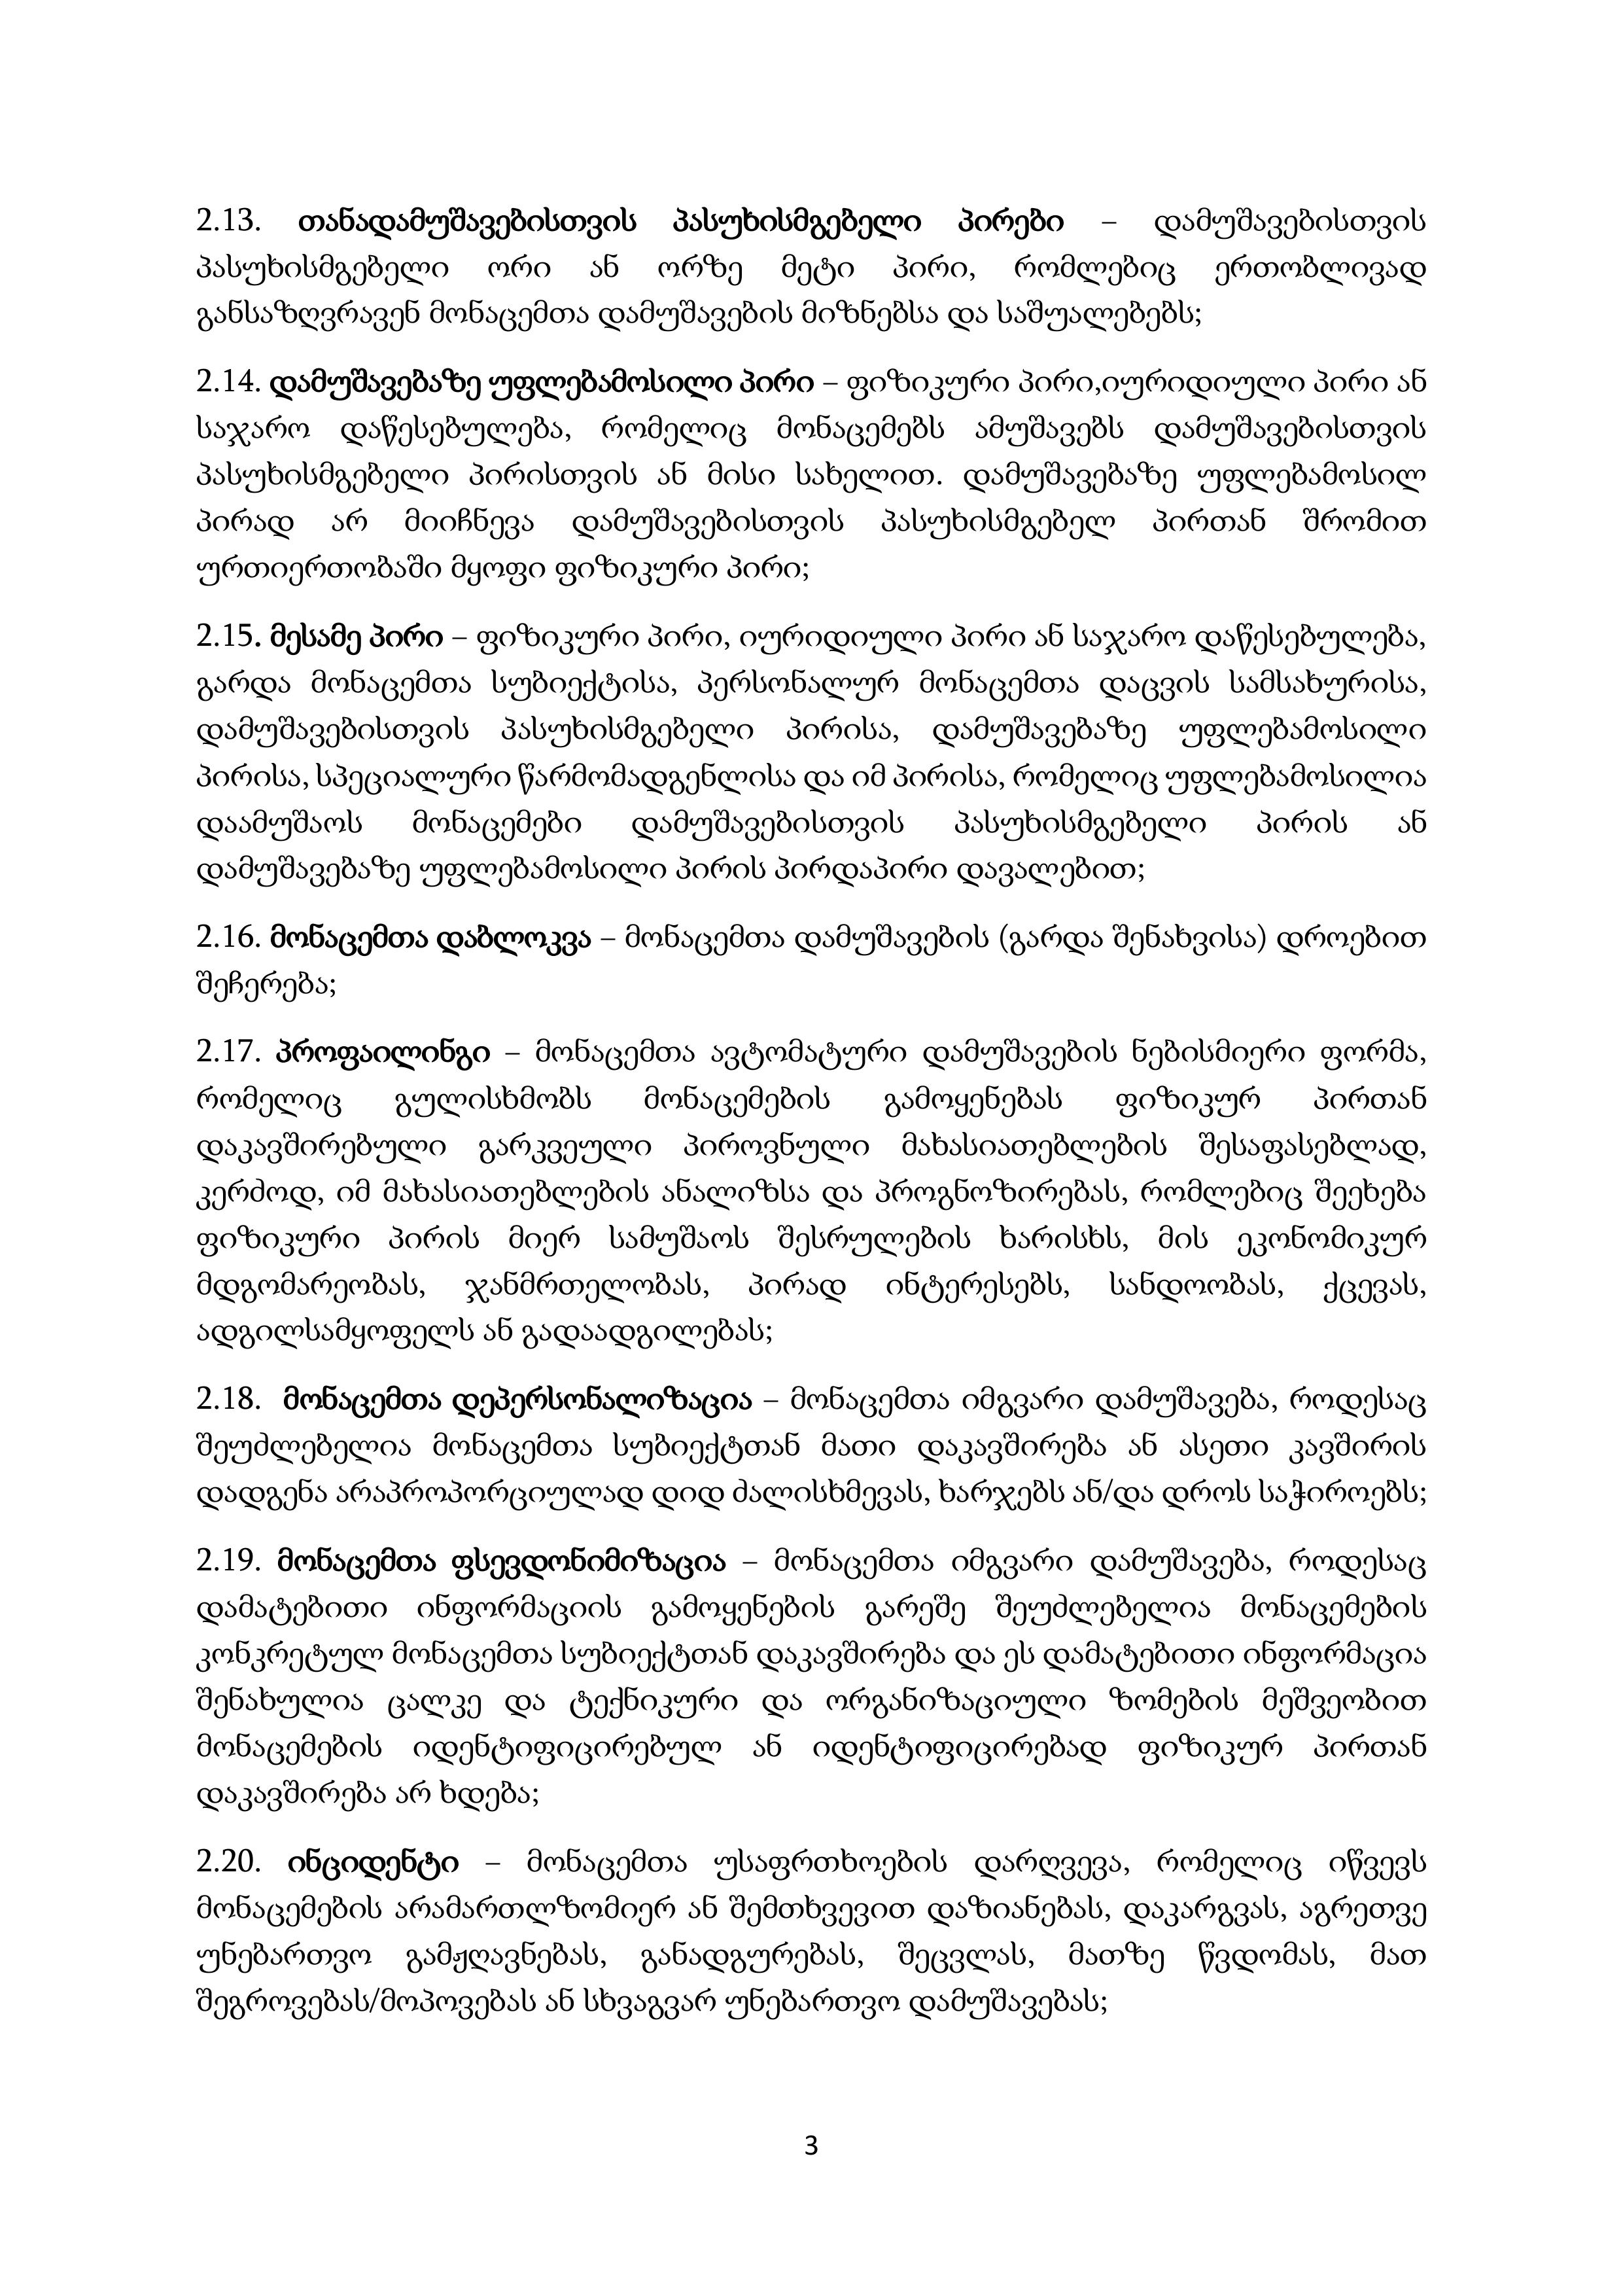 2.13. თანადამუშავებისთვის პასუხისმგებელი პირები – დამუშავებისთვის
პასუხისმგებელი ორი ან ორზე მეტი პირი, რომლებიც ერთობლივად
განსაზღვრავენ მონაცემთა დამუშავების მიზნებსა და საშუალებებს;
2.14. დამუშავებაზე უფლებამოსილი პირი – ფიზიკური პირი,იურიდიული პირი ან
საჯარო დაწესებულება, რომელიც მონაცემებს ამუშავებს დამუშავებისთვის
პასუხისმგებელი პირისთვის ან მისი სახელით. დამუშავებაზე უფლებამოსილ
პირად არ მიიჩნევა დამუშავებისთვის პასუხისმგებელ პირთან შრომით
ურთიერთობაში მყოფი ფიზიკური პირი;
2.15. მესამე პირი – ფიზიკური პირი, იურიდიული პირი ან საჯარო დაწესებულება,
გარდა მონაცემთა სუბიექტისა, პერსონალურ მონაცემთა დაცვის სამსახურისა,
დამუშავებისთვის პასუხისმგებელი პირისა, დამუშავებაზე უფლებამოსილი
პირისა, სპეციალური წარმომადგენლისა და იმ პირისა, რომელიც უფლებამოსილია
დაამუშაოს მონაცემები დამუშავებისთვის პასუხისმგებელი პირის ან
დამუშავებაზე უფლებამოსილი პირის პირდაპირი დავალებით;
2.16. მონაცემთა დაბლოკვა – მონაცემთა დამუშავების (გარდა შენახვისა) დროებით
შეჩერება;
2.17. პროფაილინგი – მონაცემთა ავტომატური დამუშავების ნებისმიერი ფორმა,
რომელიც გულისხმობს მონაცემების გამოყენებას ფიზიკურ პირთან
დაკავშირებული გარკვეული პიროვნული მახასიათებლების შესაფასებლად,
კერძოდ, იმ მახასიათებლების ანალიზსა და პროგნოზირებას, რომლებიც შეეხება
ფიზიკური პირის მიერ სამუშაოს შესრულების ხარისხს, მის ეკონომიკურ
მდგომარეობას, ჯანმრთელობას, პირად ინტერესებს, სანდოობას, ქცევას,
ადგილსამყოფელს ან გადაადგილებას;
2.18. მონაცემთა დეპერსონალიზაცია – მონაცემთა იმგვარი დამუშავება, როდესაც
შეუძლებელია მონაცემთა სუბიექტთან მათი დაკავშირება ან ასეთი კავშირის
დადგენა არაპროპორციულად დიდ ძალისხმევას, ხარჯებს ან/და დროს საჭიროებს;
2.19. მონაცემთა ფსევდონიმიზაცია – მონაცემთა იმგვარი დამუშავება, როდესაც
დამატებითი ინფორმაციის გამოყენების გარეშე შეუძლებელია მონაცემების
კონკრეტულ მონაცემთა სუბიექტთან დაკავშირება და ეს დამატებითი ინფორმაცია
შენახულია ცალკე და ტექნიკური და ორგანიზაციული ზომების მეშვეობით
მონაცემების იდენტიფიცირებულ ან იდენტიფიცირებად ფიზიკურ პირთან
დაკავშირება არ ხდება;
2.20. ინციდენტი – მონაცემთა უსაფრთხოების დარღვევა, რომელიც იწვევს
მონაცემების არამართლზომიერ ან შემთხვევით დაზიანებას, დაკარგვას, აგრეთვე
უნებართვო გამჟღავნებას, განადგურებას, შეცვლას, მათზე წვდომას, მათ
შეგროვებას/მოპოვებას ან სხვაგვარ უნებართვო დამუშავებას;
3